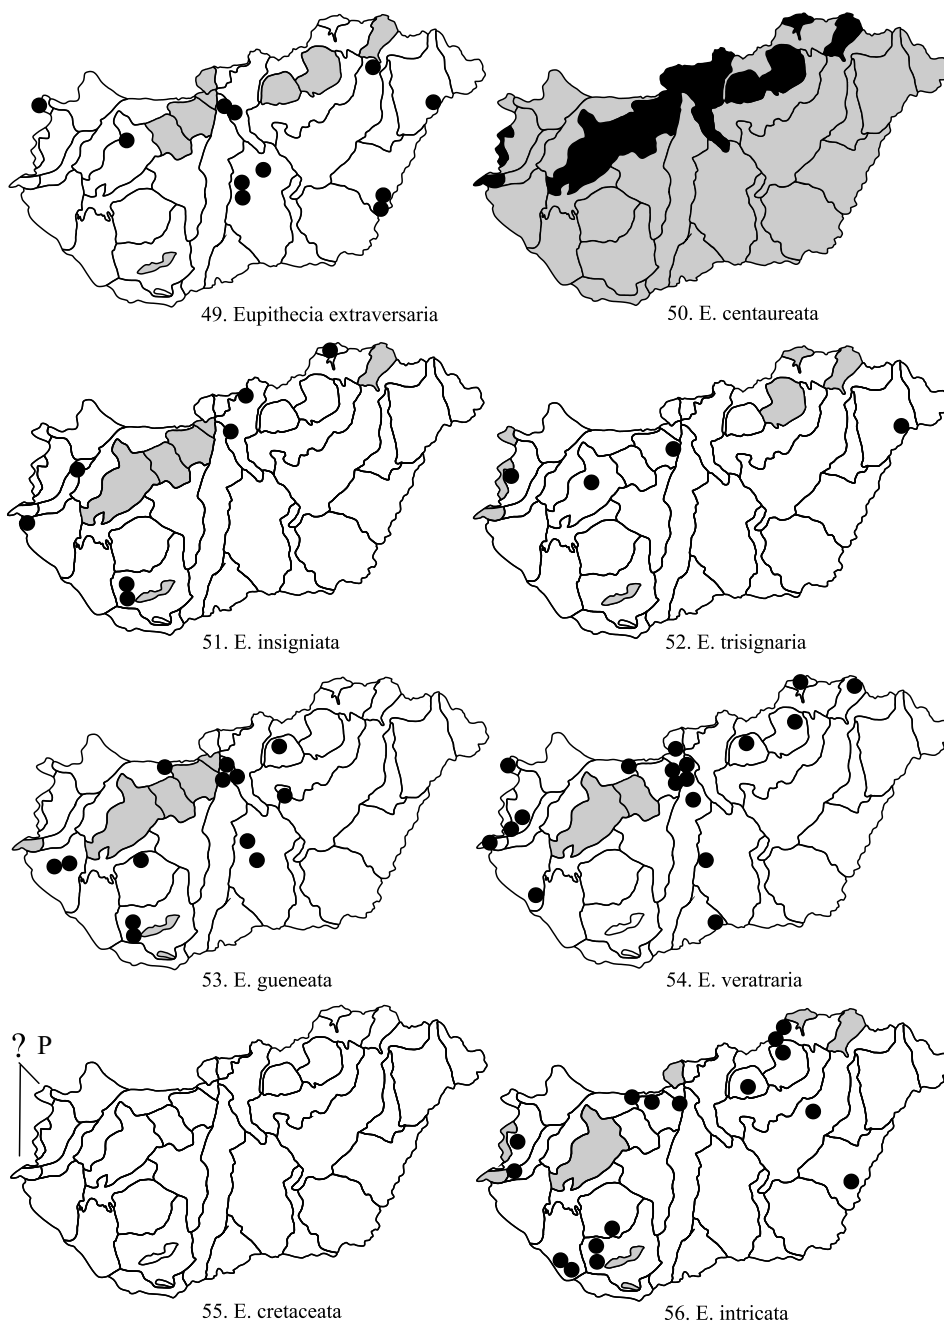 49. Eupithecia extraversaria
50. E. centaureata
51. E. insigniata
52. E. trisignaria
53. E. gueneata
54. E. veratraria
? P
55. E. cretaceata
56. E. intricata